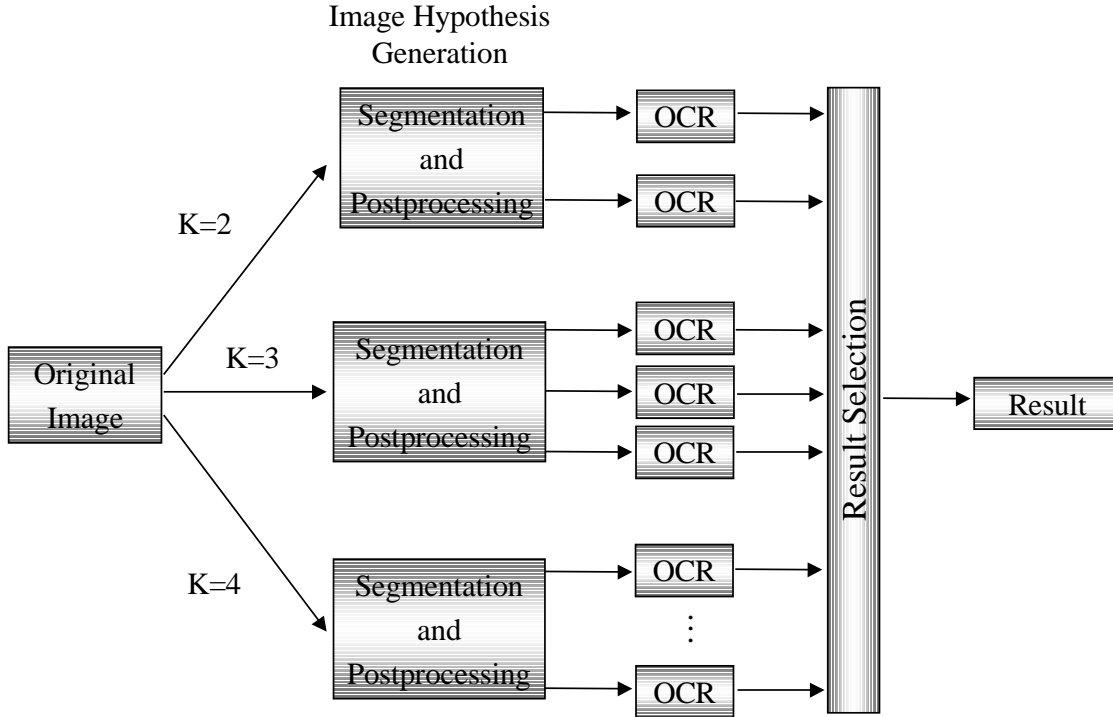 Image Hypothesis
Generation
Segmentation
and
Postprocessing
OCR
OCR
K=2
Original
Image
K=3
Segmentation
and
Postprocessing
OCR
OCR
OCR
Result Selection
Result
K=4
Segmentation
and
Postprocessing
OCR
⋮
OCR